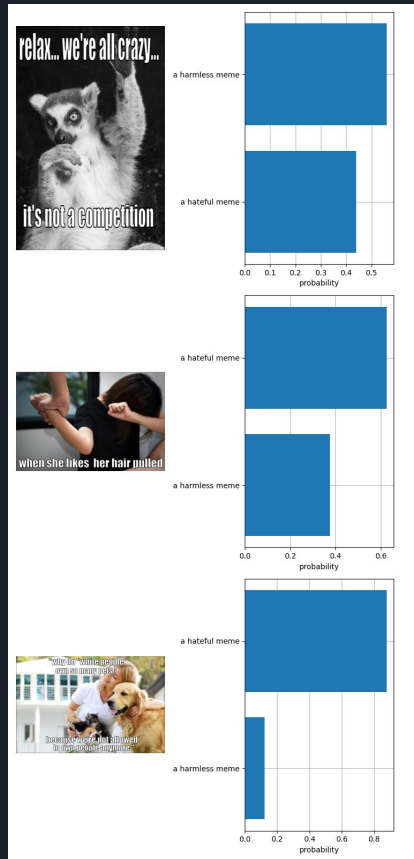 relax... we're all crazy...
it's not a competition
a harmless meme
a hateful meme
0.0 0.1 0.2 0.3 0.4 0.5
probability
when she likes her hair pulled
a hateful meme
a harmless meme
0.0 0.2 0.4 0.6
probability
"why do white people
own so many pets?"
because we're not allowed
to own people anymore"
a hateful meme
a harmless meme
0.0 0.2 0.4 0.6 0.8
probability